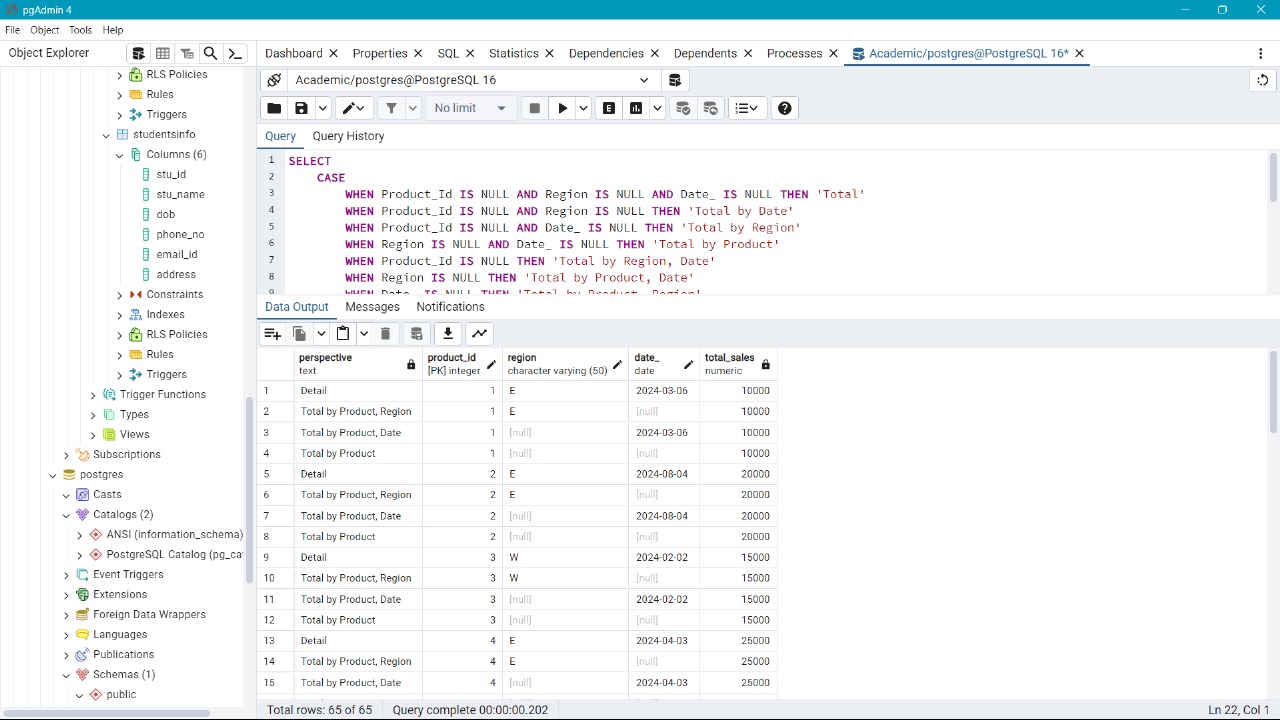 pgAdmin 4
File Object Tools Help
Object Explorer
RLS Policies
Rules
Triggers
studentsinfo
Columns (6)
stu_id
stu_name
dob
phone_no
email_id
address
Constraints
Indexes
RLS Policies
Rules
Triggers
Trigger Functions
Types
Views
Subscriptions
postgres
Casts
Catalogs (2)
ANSI (information_schema)
PostgreSQL Catalog (pg_ca
Event Triggers
Extensions
Foreign Data Wrappers
Languages
Publications
Schemas (1)
public
Dashboard Properties SQL Statistics Dependencies Dependents Processes Academic/postgres@PostgreSQL 16*
Academic/postgres@PostgreSQL 16
No limit
Query Query History
1 SELECT
2 CASE
3 WHEN Product_Id IS NULL AND Region IS NULL AND Date_ IS NULL THEN 'Total'
4 WHEN Product_Id IS NULL AND Region IS NULL THEN 'Total by Date'
5 WHEN Product_Id IS NULL AND Date_ IS NULL THEN 'Total by Region'
6 WHEN Region IS NULL AND Date_ IS NULL THEN 'Total by Product'
7 WHEN Product_Id IS NULL THEN 'Total by Region, Date'
8 WHEN Region IS NULL THEN 'Total by Product, Date'
9 WHEN Date_ IS NULL THEN 'Total by Product, Region'
Data Output Messages Notifications
perspective product_id region date_ total_sales
text [PK] integer character varying (50) date numeric
1 Detail 1 E 2024-03-06 10000
2 Total by Product, Region 1 E [null] 10000
3 Total by Product, Date 1 [null] 2024-03-06 10000
4 Total by Product 1 [null] [null] 10000
5 Detail 2 E 2024-08-04 20000
6 Total by Product, Region 2 E [null] 20000
7 Total by Product, Date 2 [null] 2024-08-04 20000
8 Total by Product 2 [null] [null] 20000
9 Detail 3 W 2024-02-02 15000
10 Total by Product, Region 3 W [null] 15000
11 Total by Product, Date 3 [null] 2024-02-02 15000
12 Total by Product 3 [null] [null] 15000
13 Detail 4 E 2024-04-03 25000
14 Total by Product, Region 4 E [null] 25000
15 Total by Product, Date 4 [null] 2024-04-03 25000
Total rows: 65 of 65 Query complete 00:00:00.202 Ln 22, Col 1